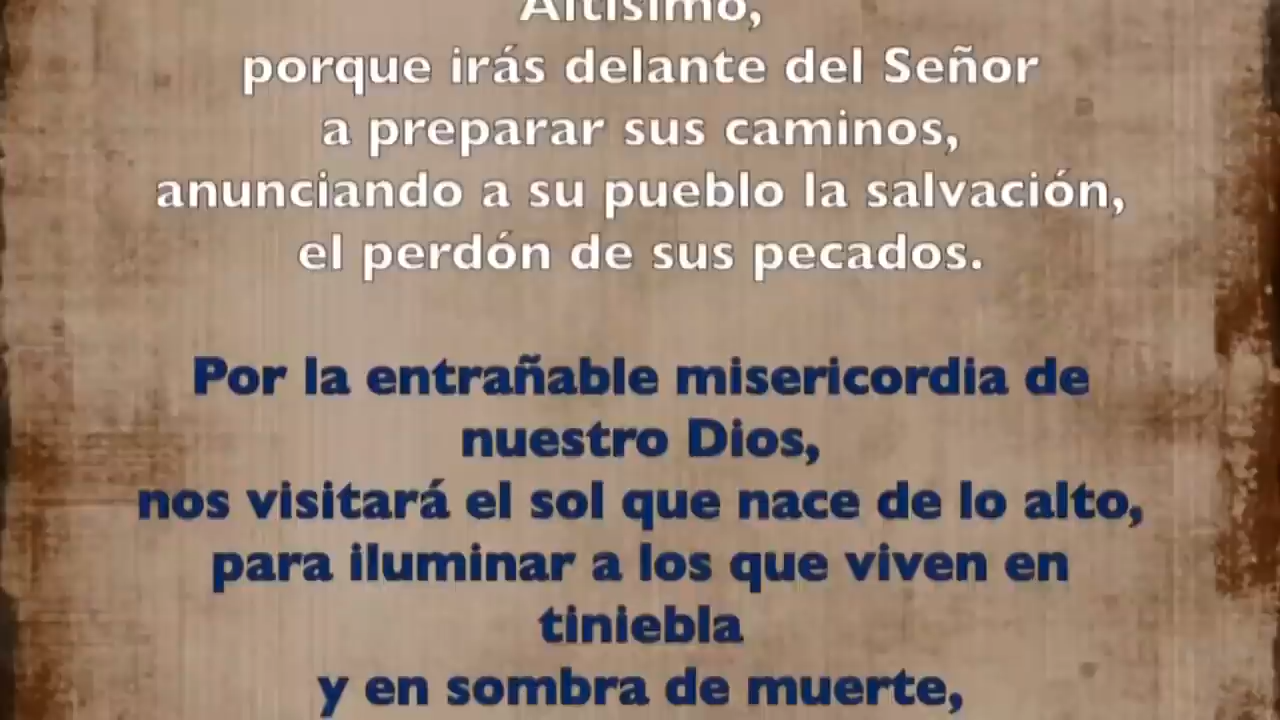 Altísimo,
porque irás delante del Señor
a preparar sus caminos,
anunciando a su pueblo la salvación,
el perdón de sus pecados.
Por la entrañable misericordia de
nuestro Dios,
nos visitará el sol que nace de lo alto,
para iluminar a los que viven en
tiniebla
y en sombra de muerte,